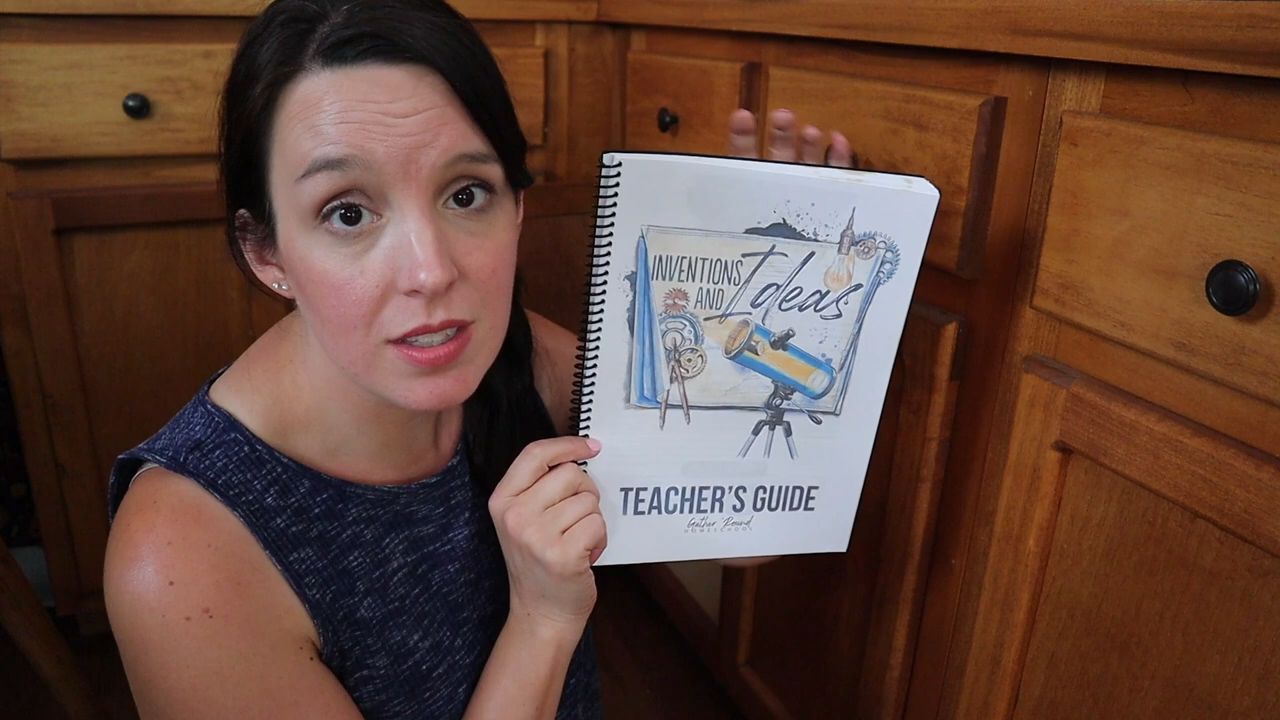 INVENTIONS
AND Ideas
TEACHER'S GUIDE
Gather 'Round
HOMESCHOOL